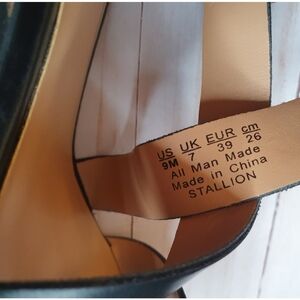 US UK EUR cm
9M 7 39 26
All Man Made
Made in China
STALLION